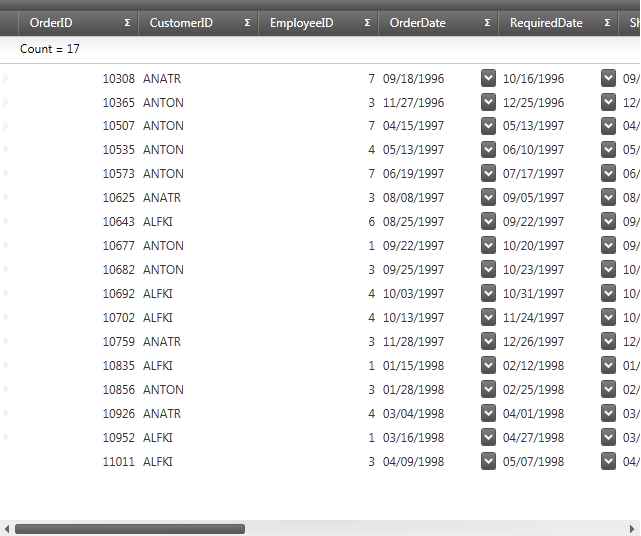 OrderID Σ CustomerID Σ EmployeeID Σ OrderDate Σ RequiredDate Σ Sh
Count = 17
10308 ANATR 7 09/18/1996 10/16/1996 09/
10365 ANTON 3 11/27/1996 12/25/1996 12/
10507 ANTON 7 04/15/1997 05/13/1997 04/
10535 ANTON 4 05/13/1997 06/10/1997 05/
10573 ANTON 7 06/19/1997 07/17/1997 06/
10625 ANATR 3 08/08/1997 09/05/1997 08/
10643 ALFKI 6 08/25/1997 09/22/1997 09/
10677 ANTON 1 09/22/1997 10/20/1997 09/
10682 ANTON 3 09/25/1997 10/23/1997 10/
10692 ALFKI 4 10/03/1997 10/31/1997 10/
10702 ALFKI 4 10/13/1997 11/24/1997 10/
10759 ANATR 3 11/28/1997 12/26/1997 12/
10835 ALFKI 1 01/15/1998 02/12/1998 01/
10856 ANTON 3 01/28/1998 02/25/1998 02/
10926 ANATR 4 03/04/1998 04/01/1998 03/
10952 ALFKI 1 03/16/1998 04/27/1998 03/
11011 ALFKI 3 04/09/1998 05/07/1998 04/